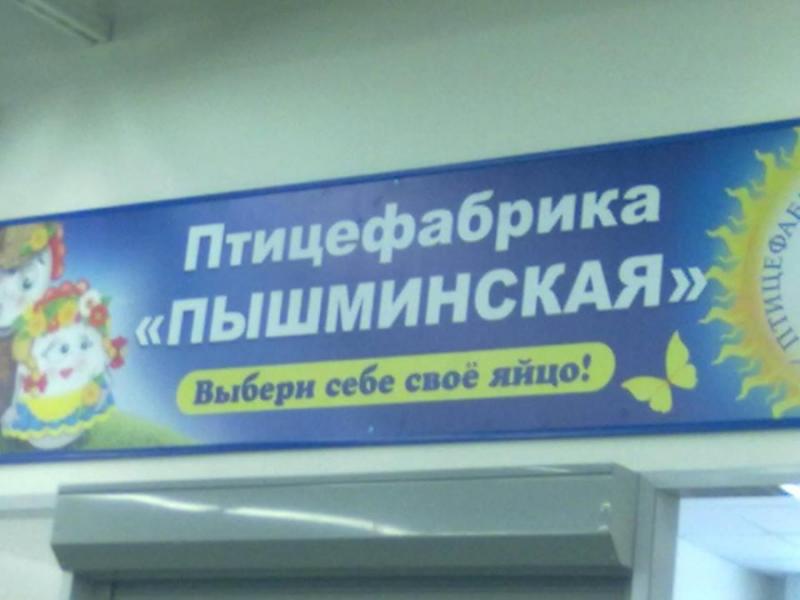 Птицефабрика
«ПЫШМИНСКАЯ»
Выбери себе своё яйцо!